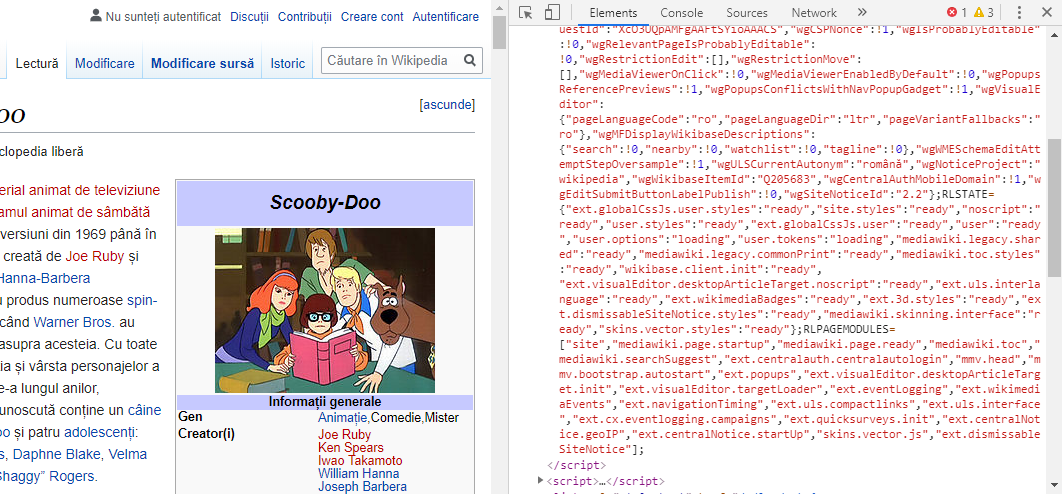 Nu sunteți autentificat Discuții Contribuții Creare cont Autentificare
Lectură Modificare Modificare sursă Istoric Căutare în Wikipedia
oo
[ascunde]
clopedia liberă
erial animat de televiziune
amul animat de sâmbătă
versiuni din 1969 până în
creată de Joe Ruby și
Hanna-Barbera
u produs numeroase spin-
când Warner Bros. au
asupra acesteia. Cu toate
ia și vârsta personajelor a
e-a lungul anilor,
unoscută conține un câine
oo și patru adolescenți:
s, Daphne Blake, Velma
Shaggy” Rogers.
Scooby-Doo
Informații generale
Gen Animație,Comedie,Mister
Creator(i) Joe Ruby
Ken Spears
Iwao Takamoto
William Hanna
Joseph Barbera
Elements Console Sources Network » 1 3
uestId":"XcO3UQpAMFgAAFtSYioAAACS","wgCSPNonce":!1,"wgIsProbablyEditable"
:!0,"wgRelevantPageIsProbablyEditable":
!0,"wgRestrictionEdit":[],"wgRestrictionMove":
[],"wgMediaViewerOnClick":!0,"wgMediaViewerEnabledByDefault":!0,"wgPopups
ReferencePreviews":!1,"wgPopupsConflictsWithNavPopupGadget":!1,"wgVisualE
ditor":
{"pageLanguageCode":"ro","pageLanguageDir":"ltr","pageVariantFallbacks":"
ro"},"wgMFDisplayWikibaseDescriptions":
{"search":!0,"nearby":!0,"watchlist":!0,"tagline":!0},"wgWMESchemaEditAtt
emptStepOversample":!1,"wgULSCurrentAutonym":"română","wgNoticeProject":
"wikipedia","wgWikibaseItemId":"Q205683","wgCentralAuthMobileDomain":!1,"
wgEditSubmitButtonLabelPublish":!0,"wgSiteNoticeId":"2.2"};RLSTATE=
{"ext.globalCssJs.user.styles":"ready","site.styles":"ready","noscript":"
ready","user.styles":"ready","ext.globalCssJs.user":"ready","user":"ready
","user.options":"loading","user.tokens":"loading","mediawiki.legacy.shar
ed":"ready","mediawiki.legacy.commonPrint":"ready","mediawiki.toc.styles"
:"ready","wikibase.client.init":"ready",
"ext.visualEditor.desktopArticleTarget.noscript":"ready","ext.uls.interla
nguage":"ready","ext.wikimediaBadges":"ready","ext.3d.styles":"ready","ex
t.dismissableSiteNotice.styles":"ready","mediawiki.skinning.interface":"r
eady","skins.vector.styles":"ready"};RLPAGEMODULES=
["site","mediawiki.page.startup","mediawiki.page.ready","mediawiki.toc","
mediawiki.searchSuggest","ext.centralauth.centralautologin","mmv.head","m
mv.bootstrap.autostart","ext.popups","ext.visualEditor.desktopArticleTarg
et.init","ext.visualEditor.targetLoader","ext.eventLogging","ext.wikimedi
aEvents","ext.navigationTiming","ext.uls.compactlinks","ext.uls.interface
","ext.cx.eventlogging.campaigns","ext.quicksurveys.init","ext.centralNot
ice.geoIP","ext.centralNotice.startUp","skins.vector.js","ext.dismissable
SiteNotice"];
</script>
<script>…</script>